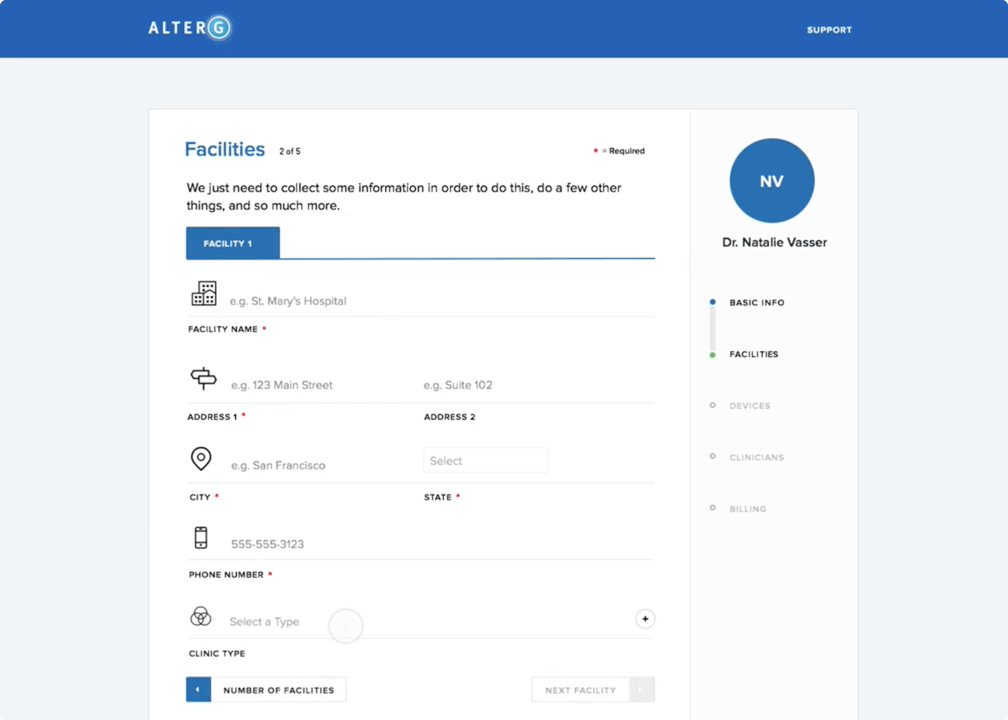 ALTERG
SUPPORT
Facilities 2 of 5
* = Required
We just need to collect some information in order to do this, do a few other
things, and so much more.
FACILITY 1
e.g. St. Mary's Hospital
FACILITY NAME *
e.g. 123 Main Street
e.g. Suite 102
ADDRESS 1 *
ADDRESS 2
e.g. San Francisco
Select
CITY *
STATE *
555-555-3123
PHONE NUMBER *
Select a Type
+
CLINIC TYPE
NUMBER OF FACILITIES
NEXT FACILITY
NV
Dr. Natalie Vasser
BASIC INFO
FACILITIES
DEVICES
CLINICIANS
BILLING